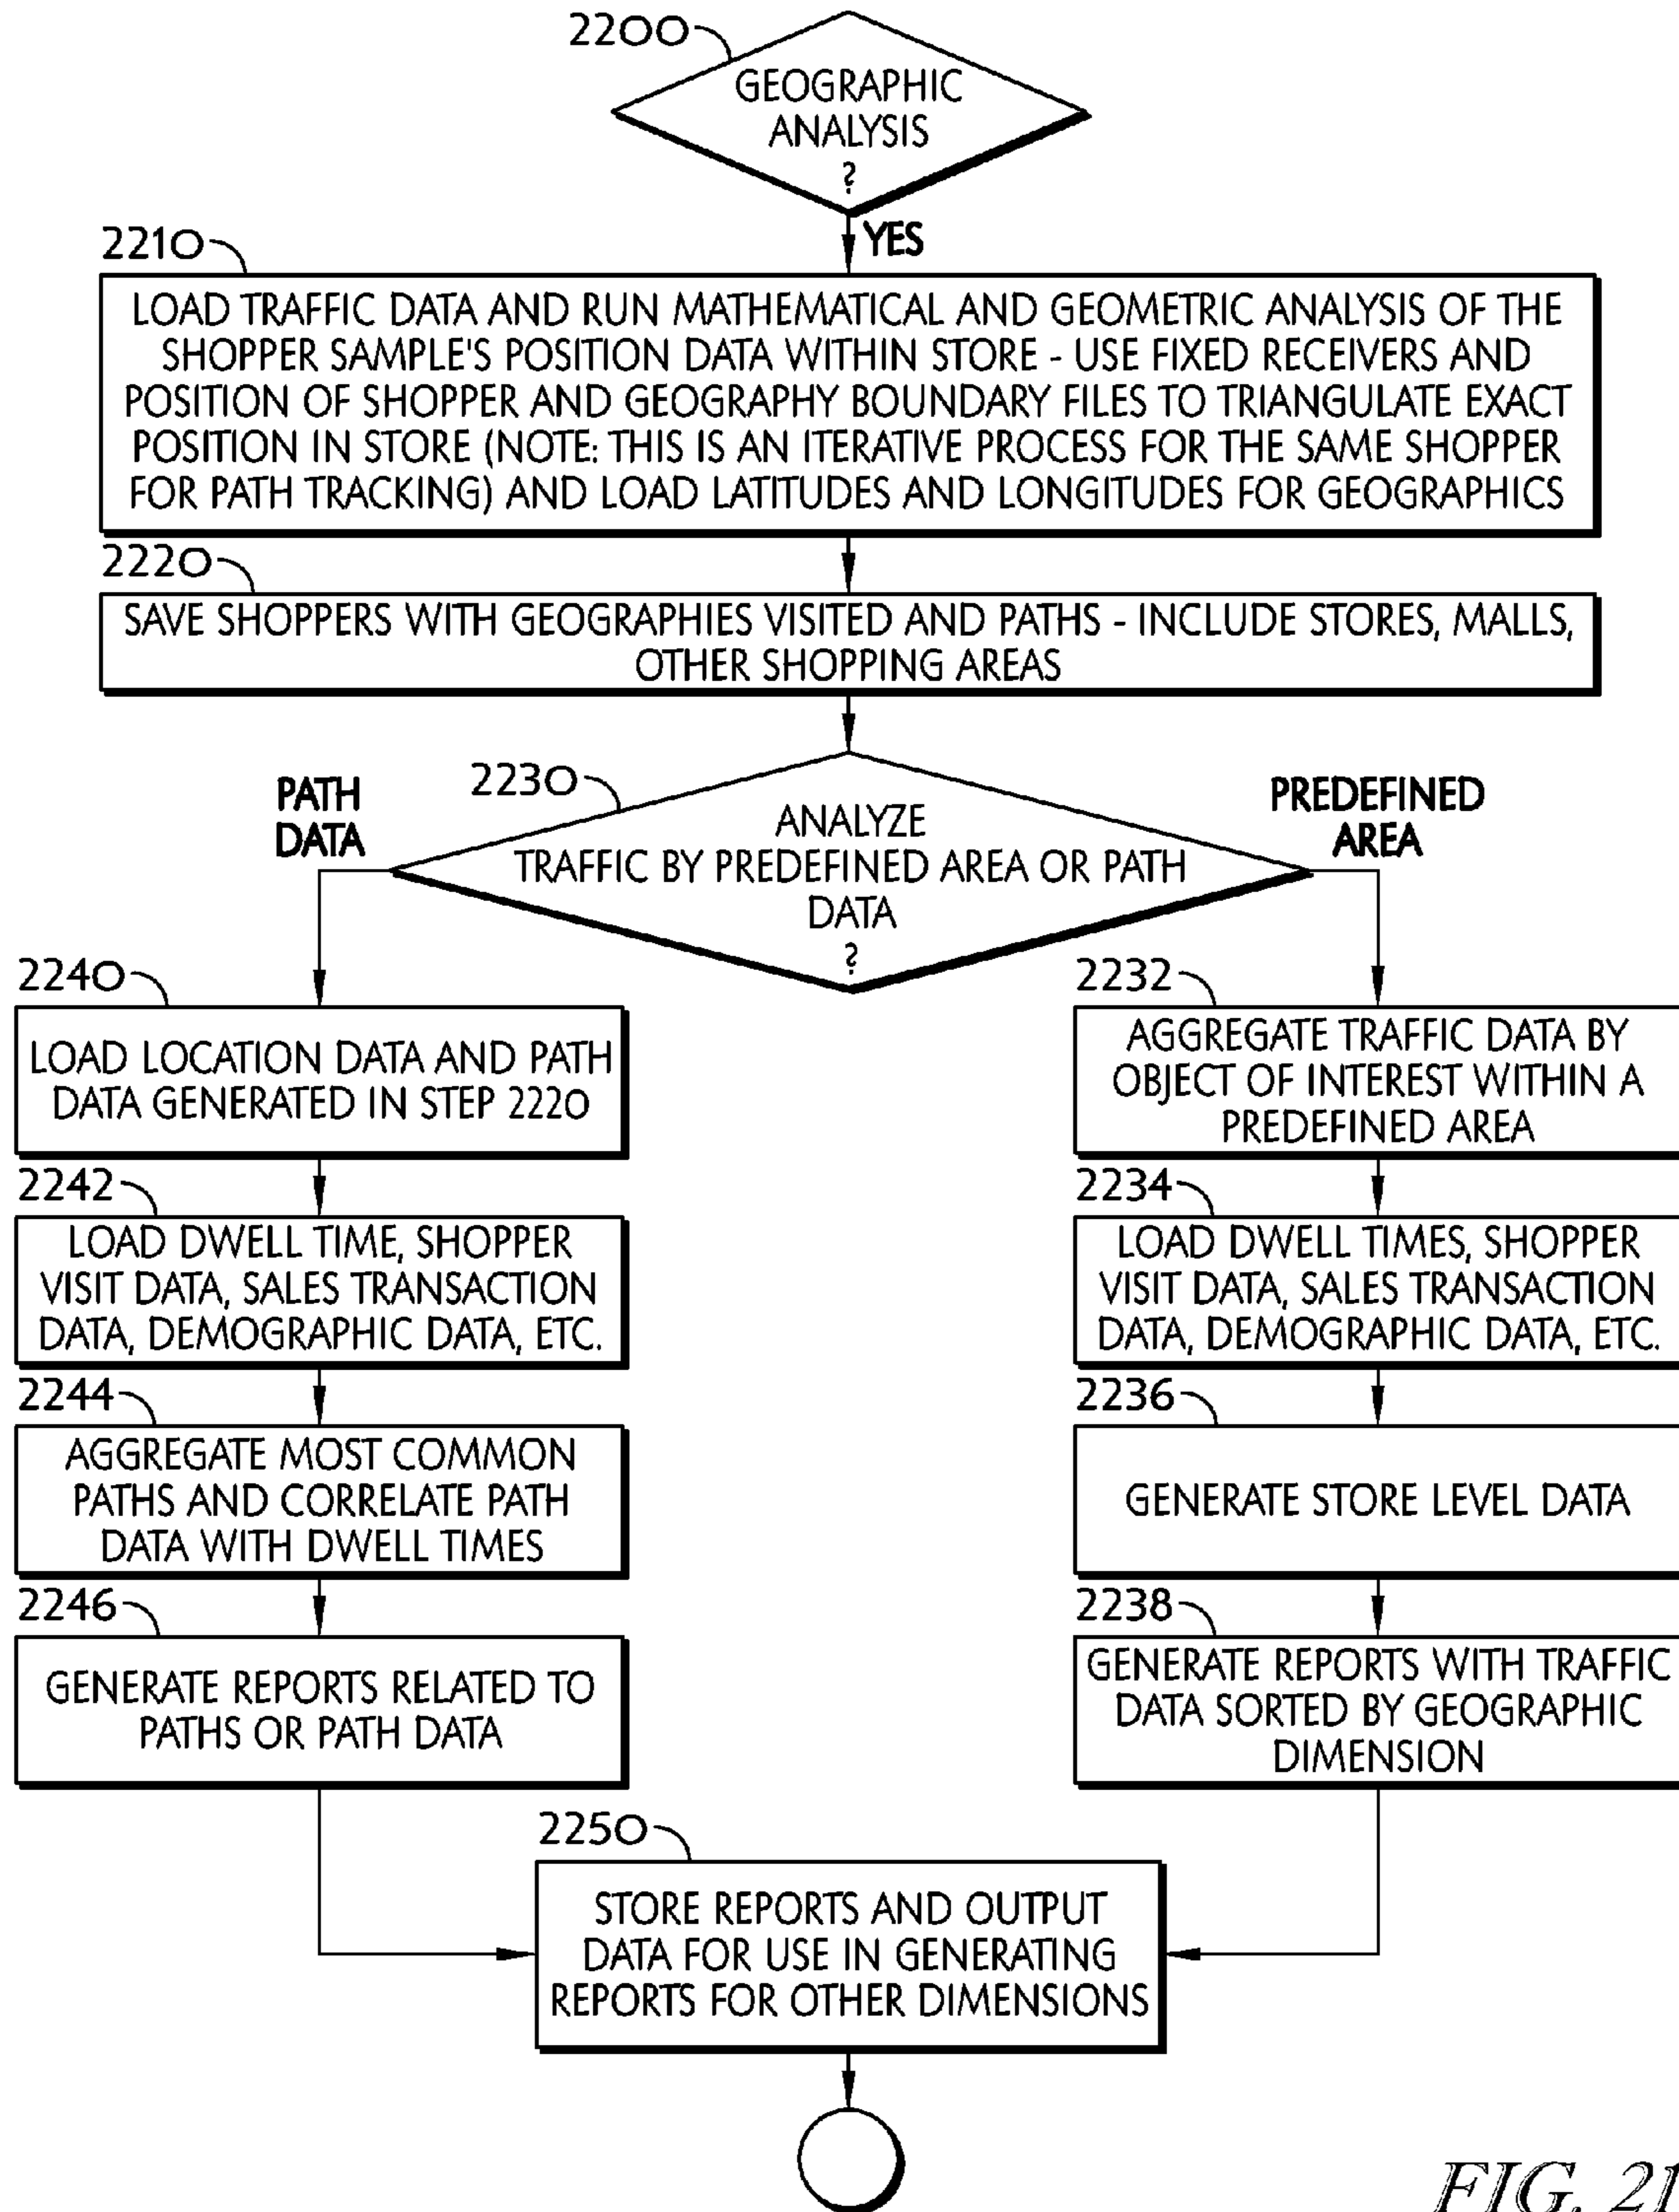 2200
GEOGRAPHIC
ANALYSIS
?
YES
2210
LOAD TRAFFIC DATA AND RUN MATHEMATICAL AND GEOMETRIC ANALYSIS OF THE
SHOPPER SAMPLE'S POSITION DATA WITHIN STORE - USE FIXED RECEIVERS AND
POSITION OF SHOPPER AND GEOGRAPHY BOUNDARY FILES TO TRIANGULATE EXACT
POSITION IN STORE (NOTE: THIS IS AN ITERATIVE PROCESS FOR THE SAME SHOPPER
FOR PATH TRACKING) AND LOAD LATITUDES AND LONGITUDES FOR GEOGRAPHICS
2220
SAVE SHOPPERS WITH GEOGRAPHIES VISITED AND PATHS - INCLUDE STORES, MALLS,
OTHER SHOPPING AREAS
2230
ANALYZE
TRAFFIC BY PREDEFINED AREA OR PATH
DATA
?
PATH
DATA
2240
LOAD LOCATION DATA AND PATH
DATA GENERATED IN STEP 2220
2242
LOAD DWELL TIME, SHOPPER
VISIT DATA, SALES TRANSACTION
DATA, DEMOGRAPHIC DATA, ETC.
2244
AGGREGATE MOST COMMON
PATHS AND CORRELATE PATH
DATA WITH DWELL TIMES
2246
GENERATE REPORTS RELATED TO
PATHS OR PATH DATA
PREDEFINED
AREA
2232
AGGREGATE TRAFFIC DATA BY
OBJECT OF INTEREST WITHIN A
PREDEFINED AREA
2234
LOAD DWELL TIMES, SHOPPER
VISIT DATA, SALES TRANSACTION
DATA, DEMOGRAPHIC DATA, ETC.
2236
GENERATE STORE LEVEL DATA
2238
GENERATE REPORTS WITH TRAFFIC
DATA SORTED BY GEOGRAPHIC
DIMENSION
2250
STORE REPORTS AND OUTPUT
DATA FOR USE IN GENERATING
REPORTS FOR OTHER DIMENSIONS
FIG. 21